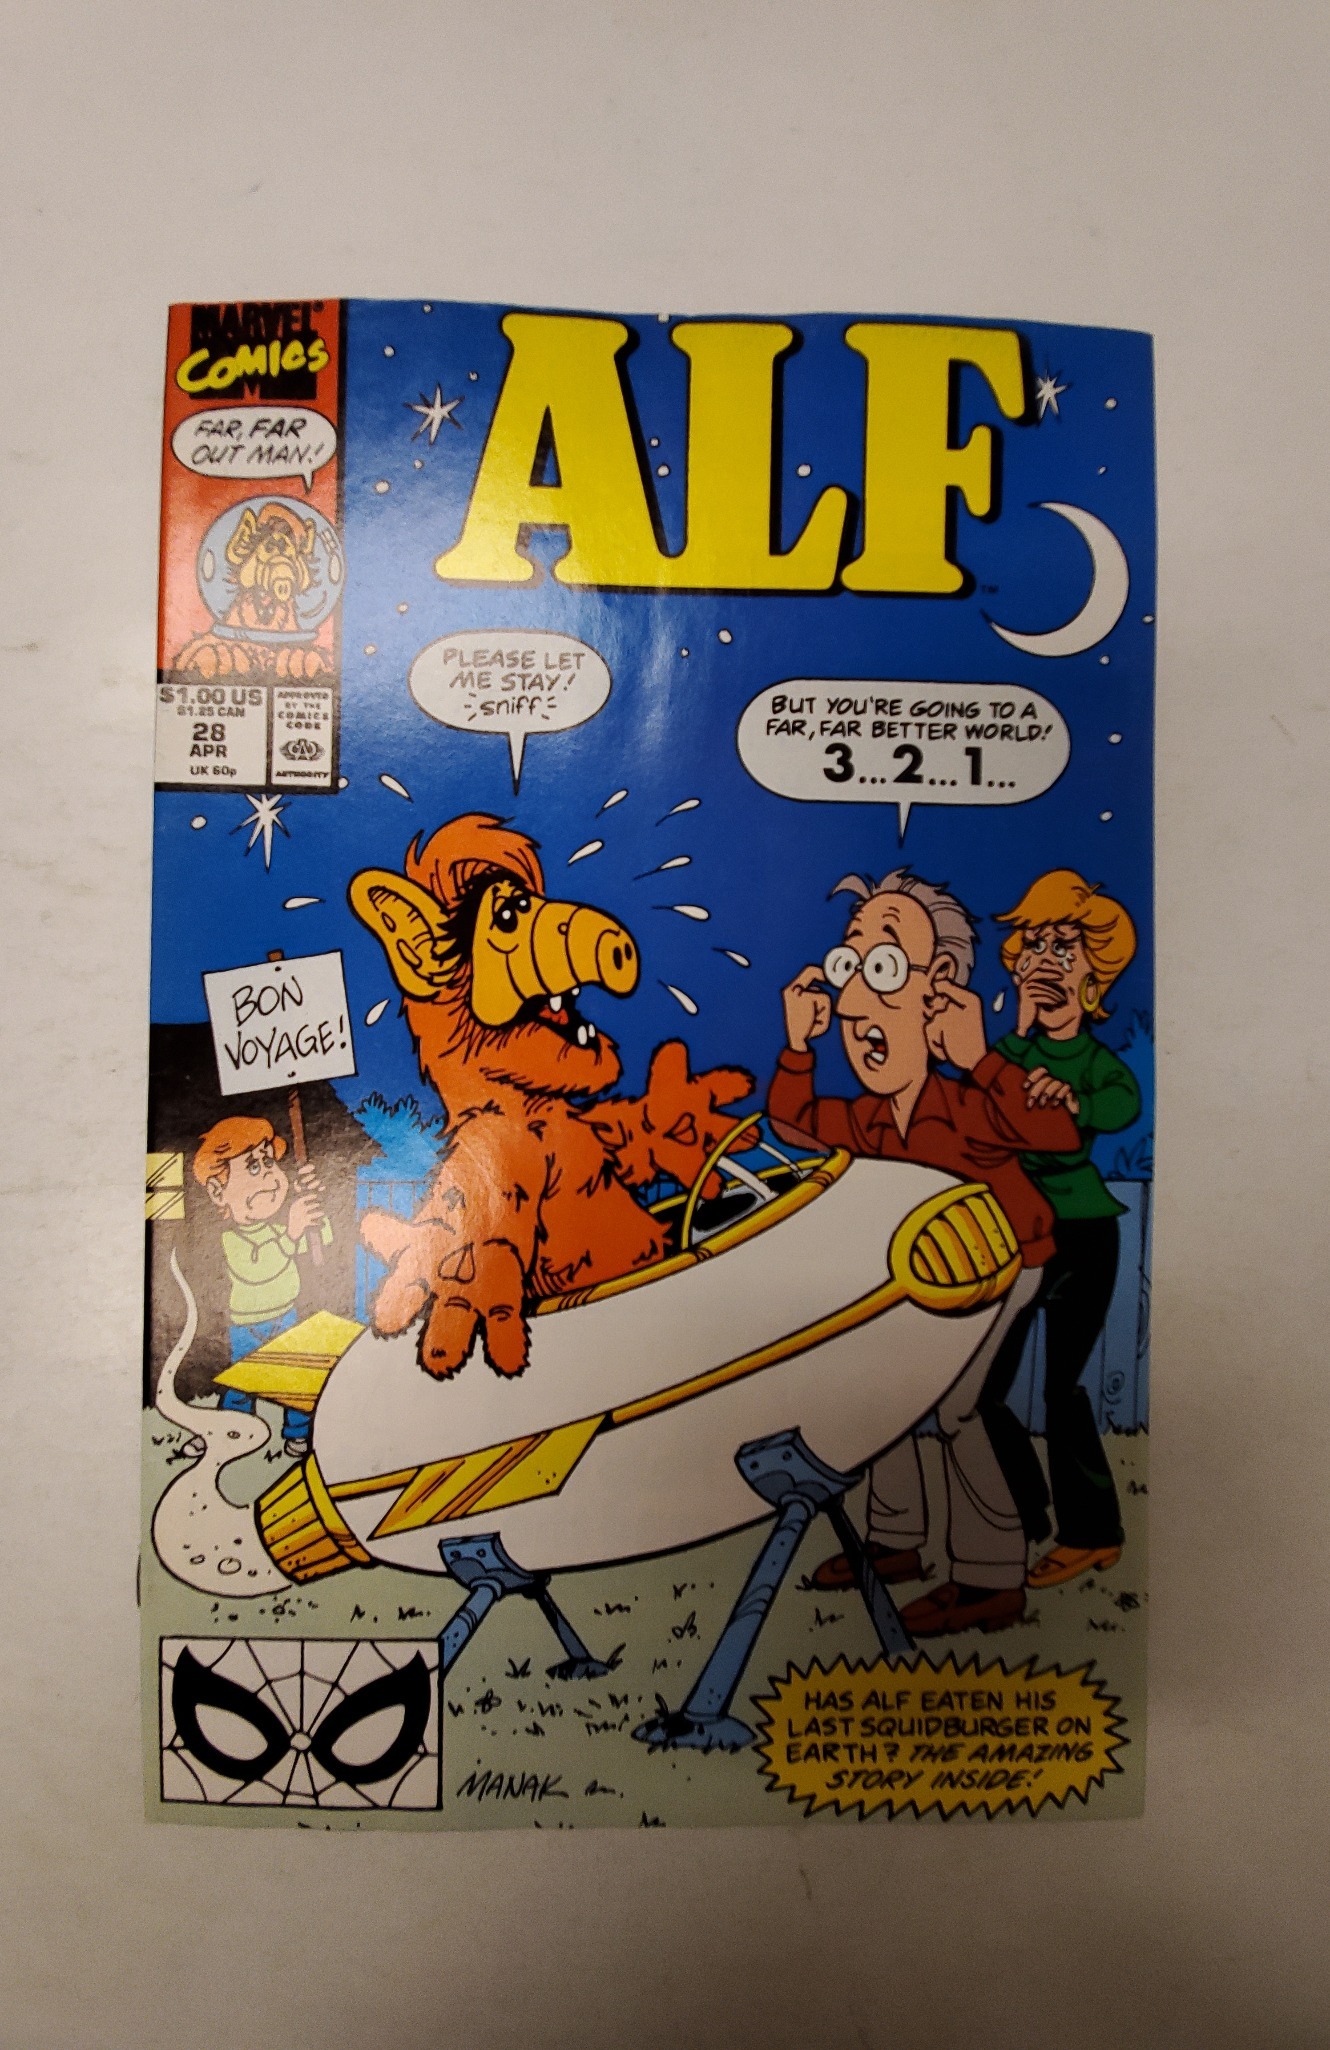 MARVEL®
COMICS
FAR, FAR
OUT MAN!
ALF
TM
$1.00 US
$1.25 CAN
28
APR
UK 60p
APPROVED
BY THE
COMICS
CODE
AUTHORITY
PLEASE LET
ME STAY!
sniff
BUT YOU'RE GOING TO A
FAR, FAR BETTER WORLD!
3...2...1...
BON
VOYAGE!
HAS ALF EATEN HIS
LAST SQUIDBURGER ON
EARTH? THE AMAZING
STORY INSIDE!
MANAK